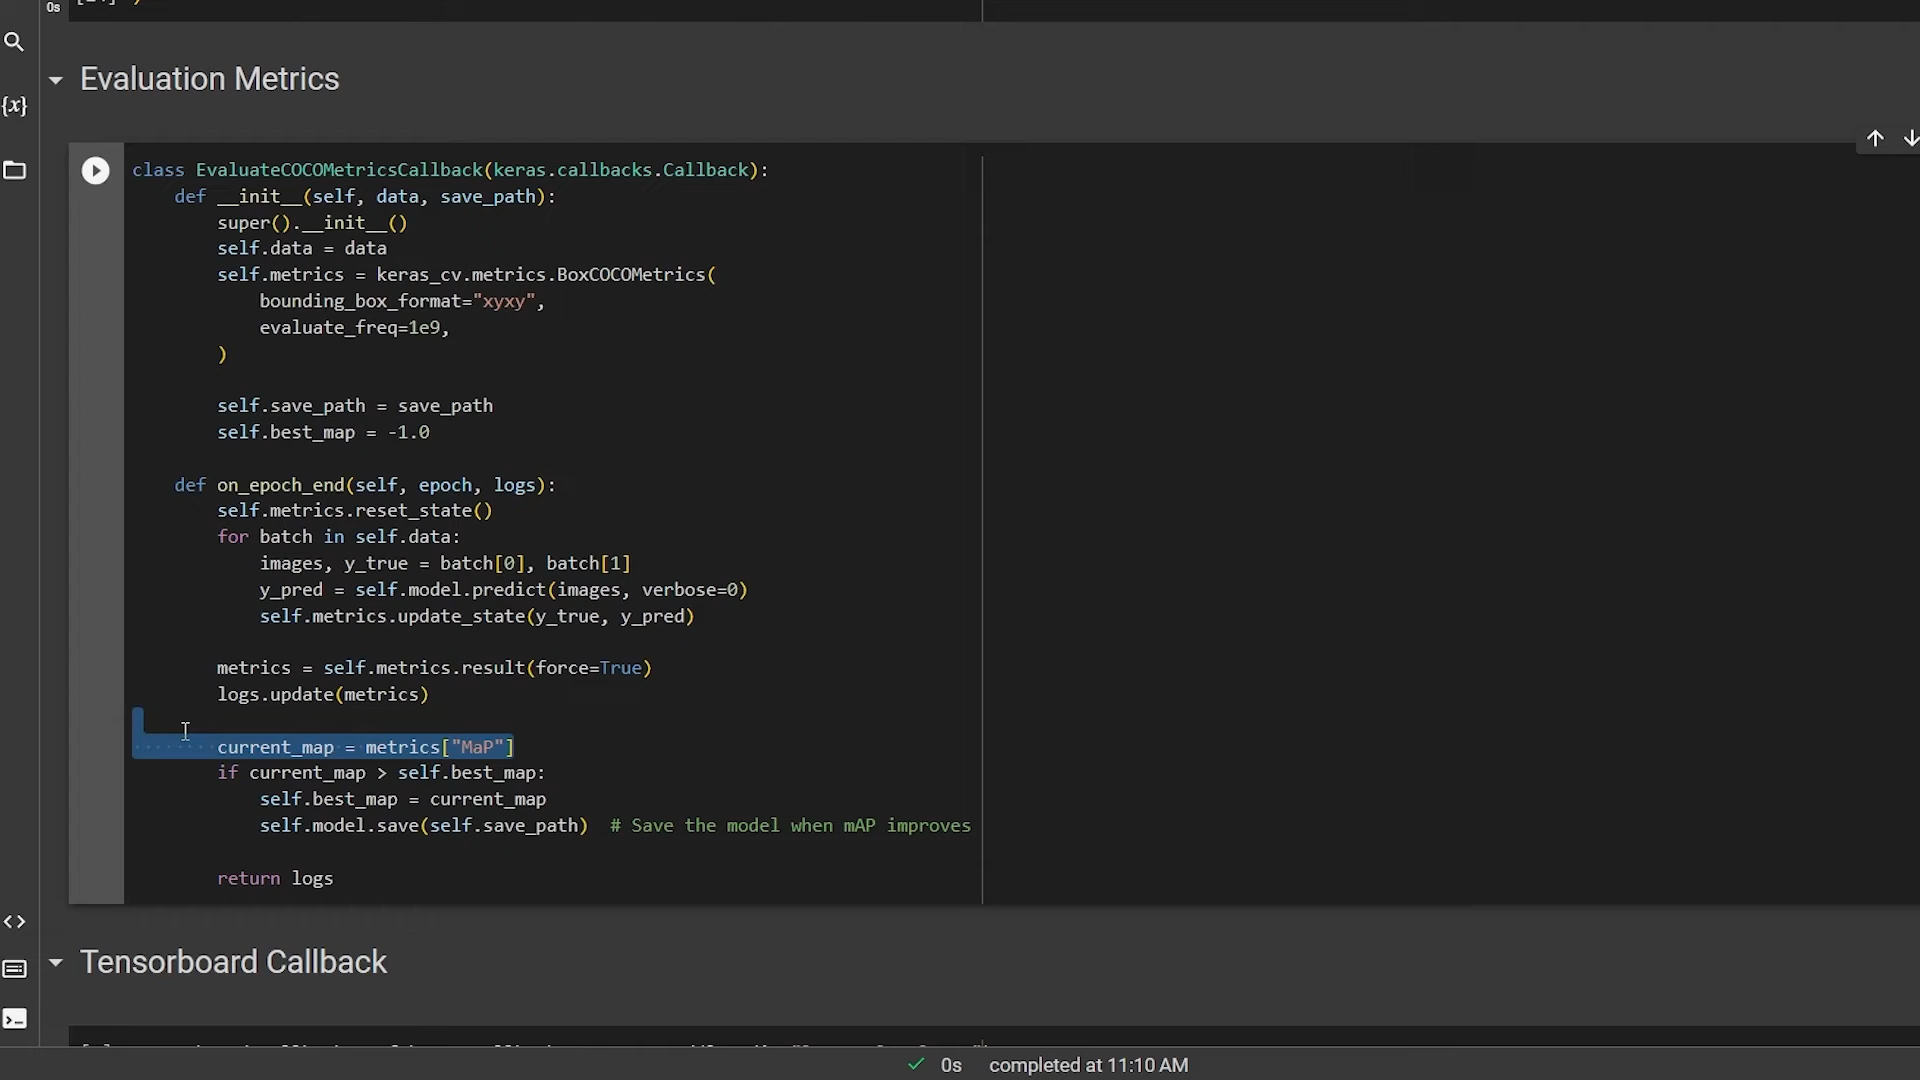 0s
Evaluation Metrics
{x}
class EvaluateCOCOMetricsCallback(keras.callbacks.Callback):
    def __init__(self, data, save_path):
        super().__init__()
        self.data = data
        self.metrics = keras_cv.metrics.BoxCOCOMetrics(
            bounding_box_format="xyxy",
            evaluate_freq=1e9,
        )
        self.save_path = save_path
        self.best_map = -1.0
    def on_epoch_end(self, epoch, logs):
        self.metrics.reset_state()
        for batch in self.data:
            images, y_true = batch[0], batch[1]
            y_pred = self.model.predict(images, verbose=0)
            self.metrics.update_state(y_true, y_pred)
        metrics = self.metrics.result(force=True)
        logs.update(metrics)
        current_map = metrics["MaP"]
        if current_map > self.best_map:
            self.best_map = current_map
            self.model.save(self.save_path)  # Save the model when mAP improves
        return logs
Tensorboard Callback
0s completed at 11:10 AM